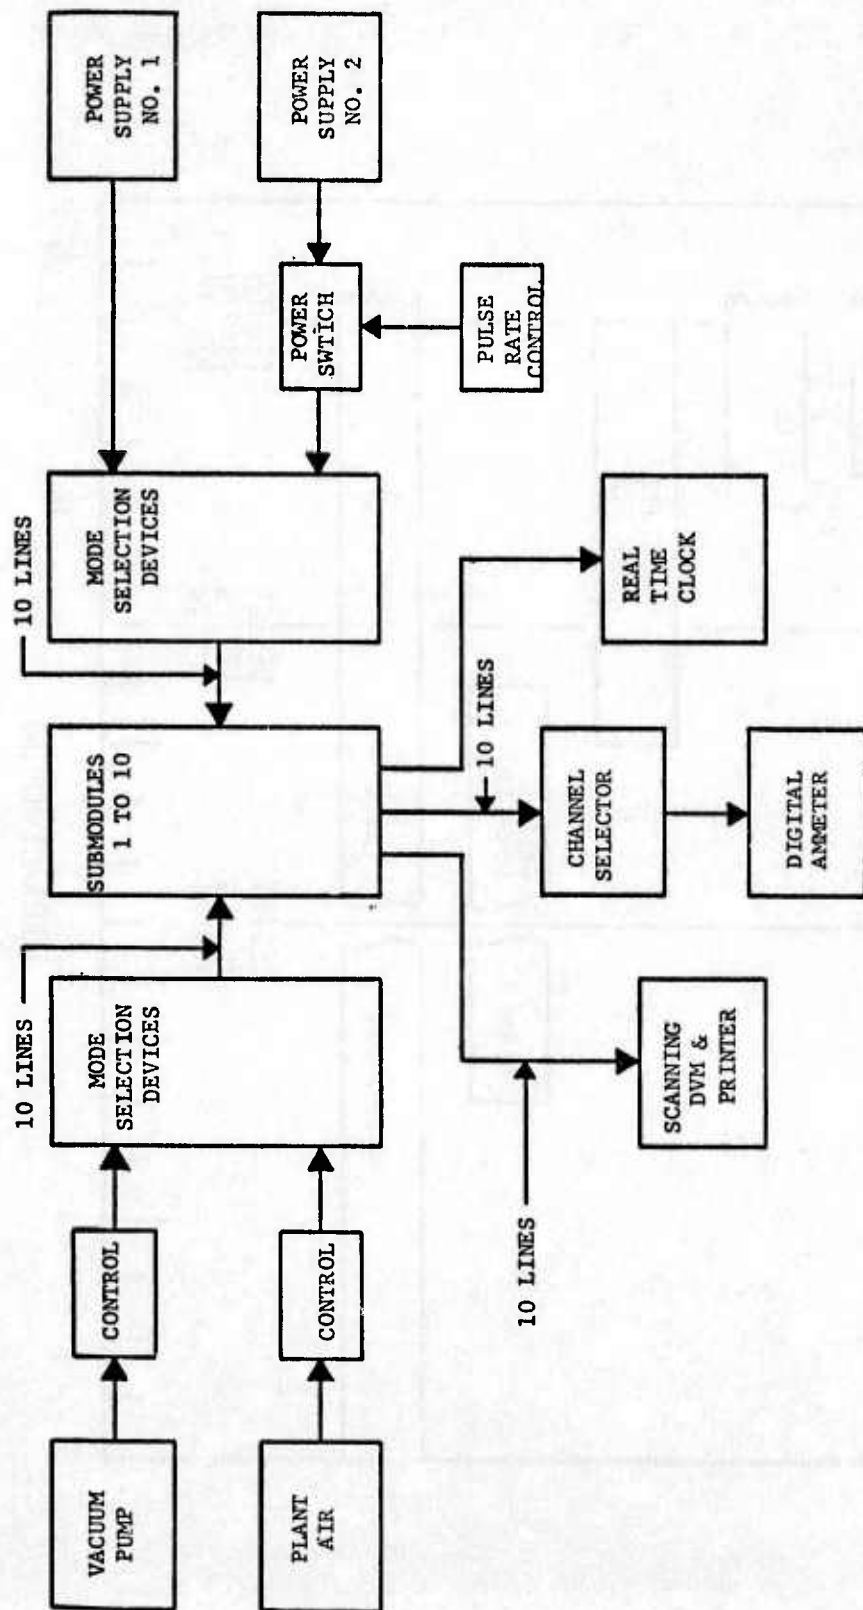 VACUUM
PUMP
CONTROL
PLANT
AIR
CONTROL
10 LINES
MODE
SELECTION
DEVICES
SUBMODULES
1 TO 10
10 LINES
MODE
SELECTION
DEVICES
POWER
SUPPLY
NO. 1
POWER
SWTICH
POWER
SUPPLY
NO. 2
PULSE
RATE
CONTROL
10 LINES
SCANNING
DVM &
PRINTER
10 LINES
CHANNEL
SELECTOR
DIGITAL
AMMETER
REAL
TIME
CLOCK